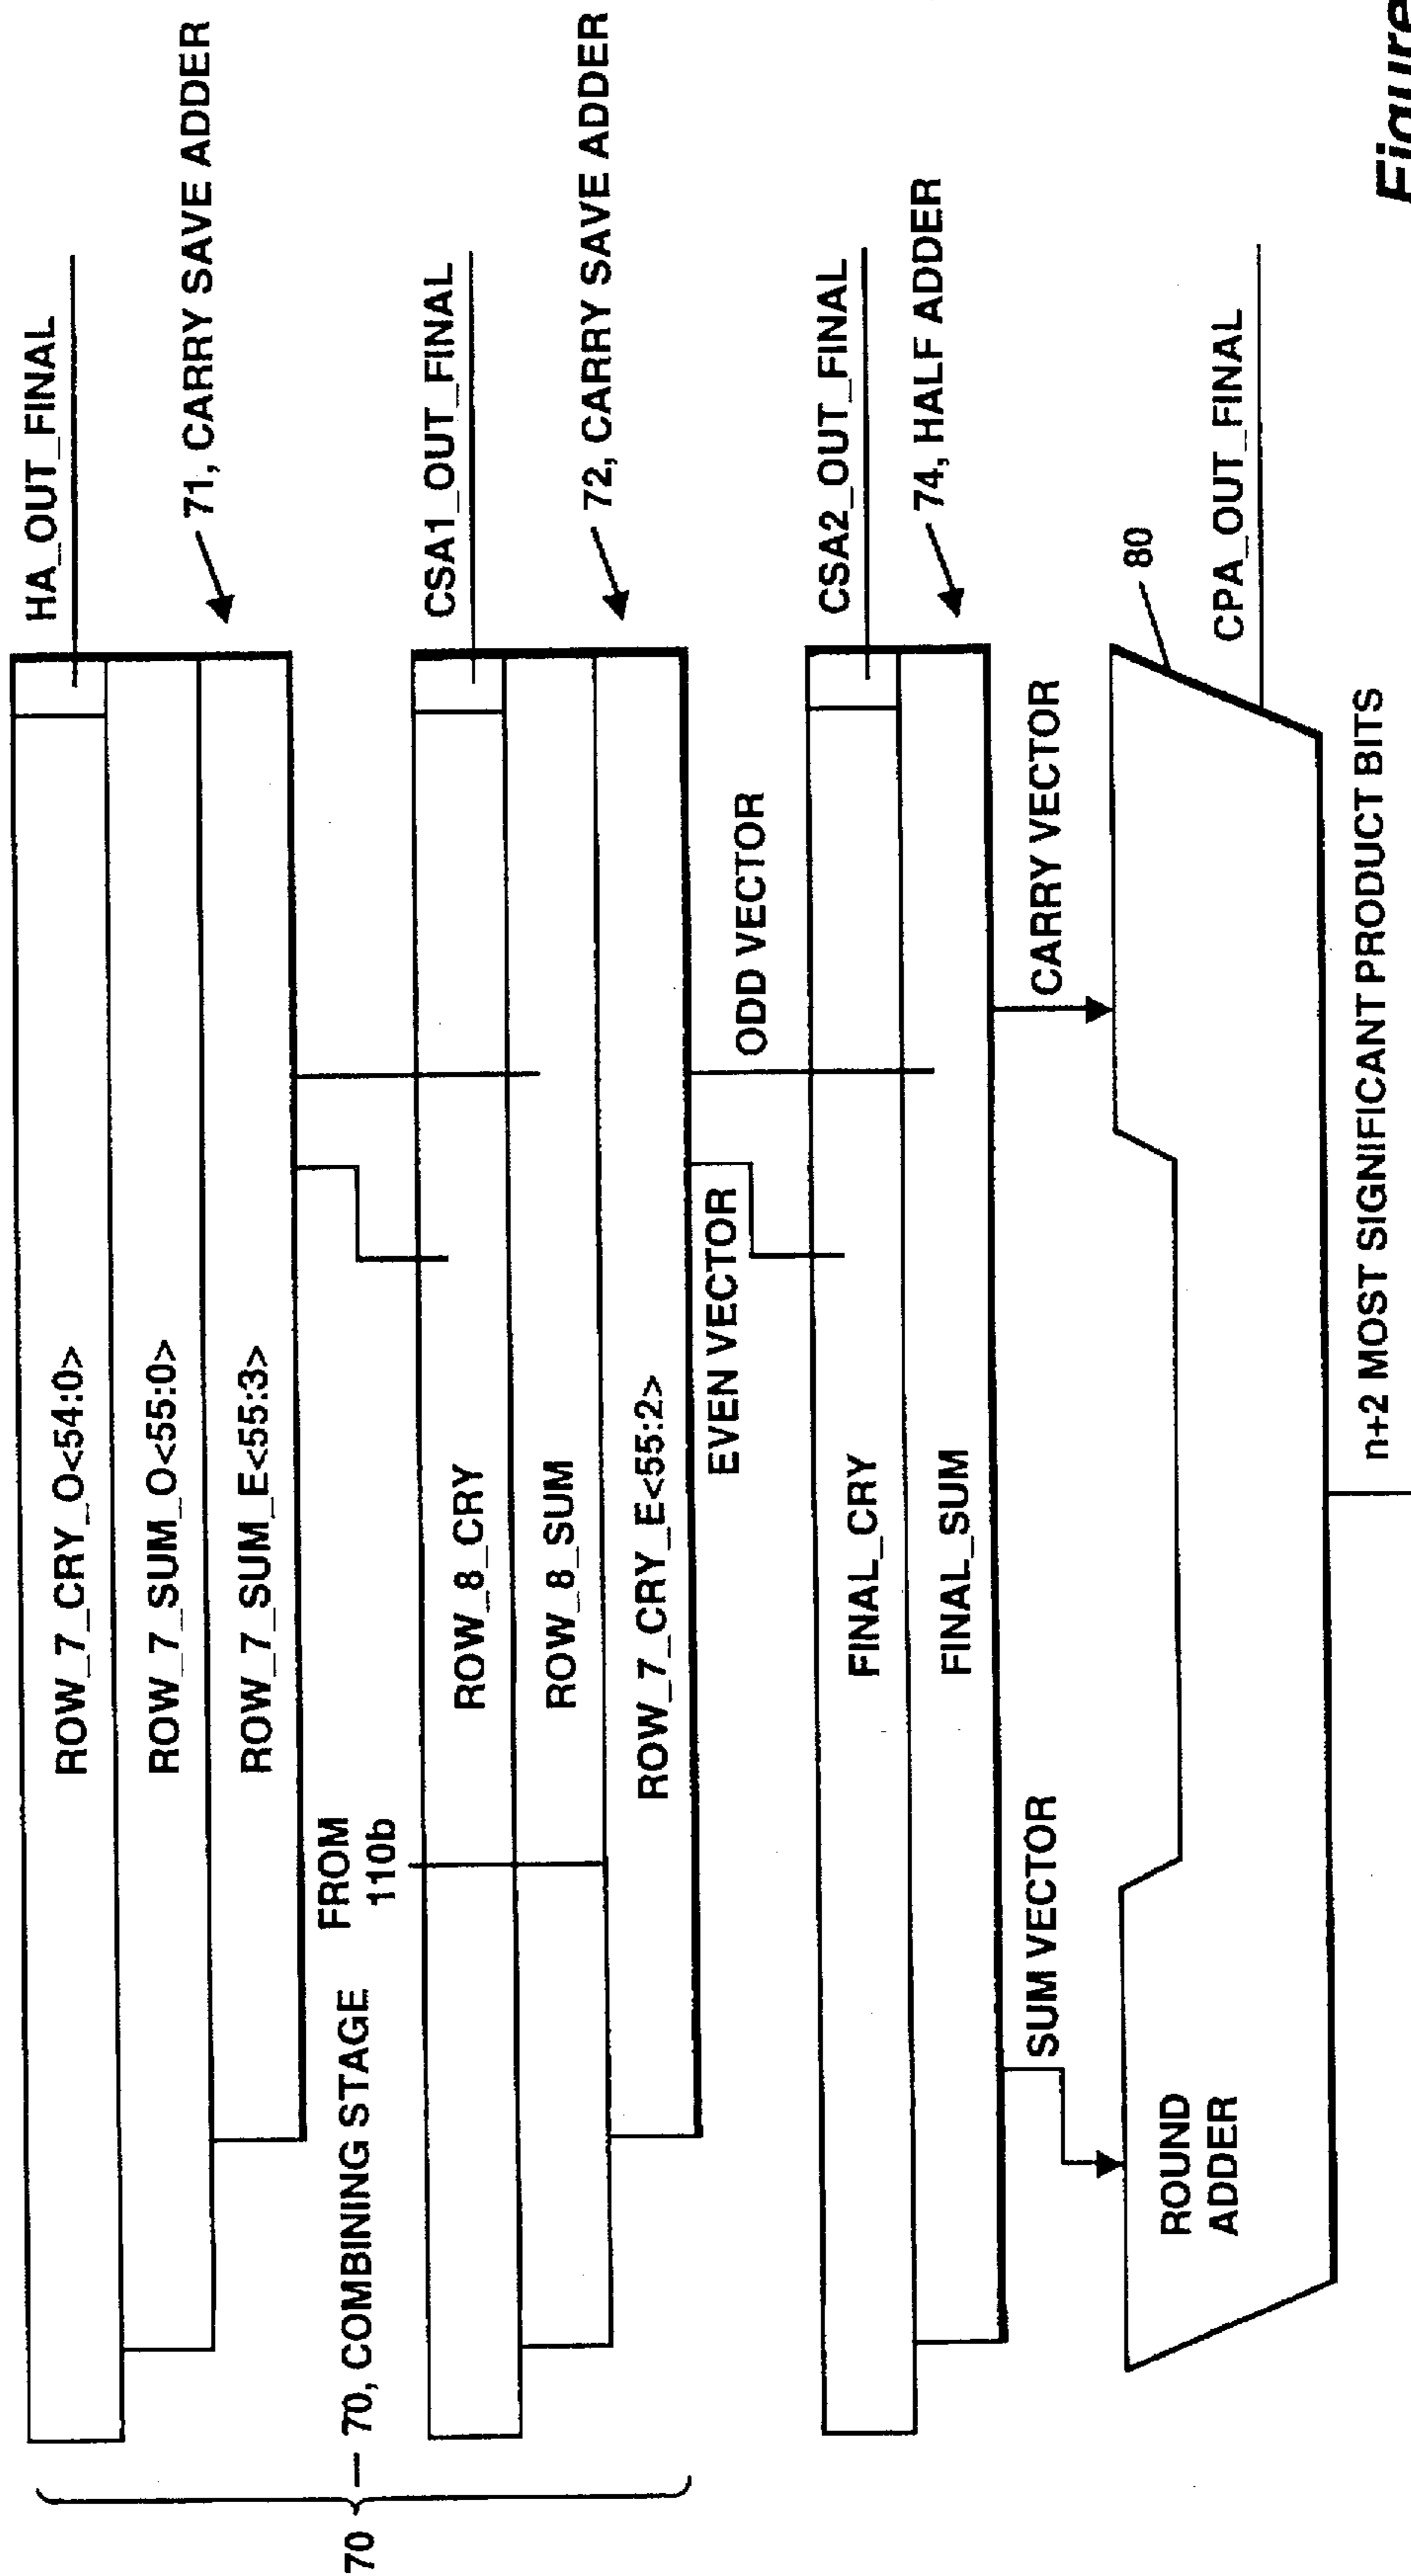 HA_OUT_FINAL
ROW_7_CRY_O<54:0>
ROW_7_SUM_O<55:0>
ROW_7_SUM_E<55:3>
71, CARRY SAVE ADDER
FROM
110b
70
70, COMBINING STAGE
CSA1_OUT_FINAL
ROW_8_CRY
ROW_8_SUM
ROW_7_CRY_E<55:2>
72, CARRY SAVE ADDER
EVEN VECTOR
ODD VECTOR
CSA2_OUT_FINAL
FINAL_CRY
FINAL_SUM
74, HALF ADDER
SUM VECTOR
CARRY VECTOR
80
ROUND
ADDER
CPA_OUT_FINAL
n+2 MOST SIGNIFICANT PRODUCT BITS
Figure